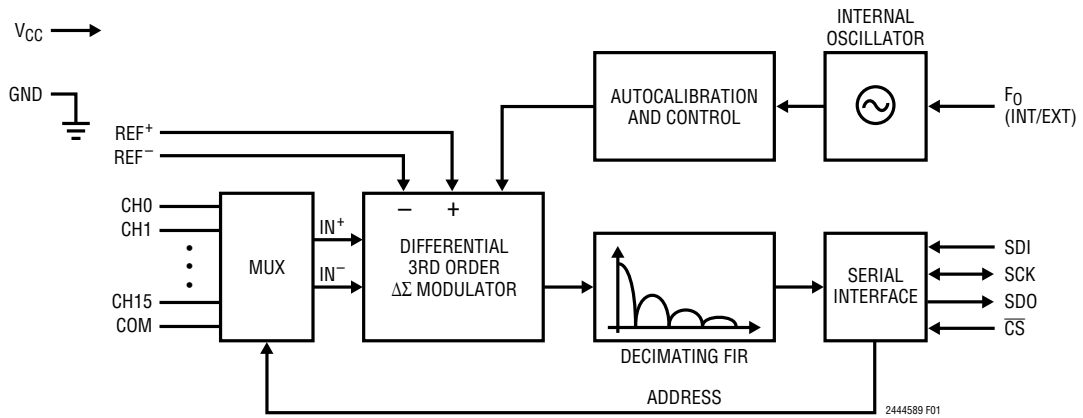 VCC
GND
REF+
REF−
CH0
CH1
CH15
COM
MUX
IN+
IN−
− +
DIFFERENTIAL
3RD ORDER
ΔΣ MODULATOR
AUTOCALIBRATION
AND CONTROL
INTERNAL
OSCILLATOR
FO
(INT/EXT)
DECIMATING FIR
SERIAL
INTERFACE
SDI
SCK
SDO
C̅S̅
ADDRESS
2444589 F01